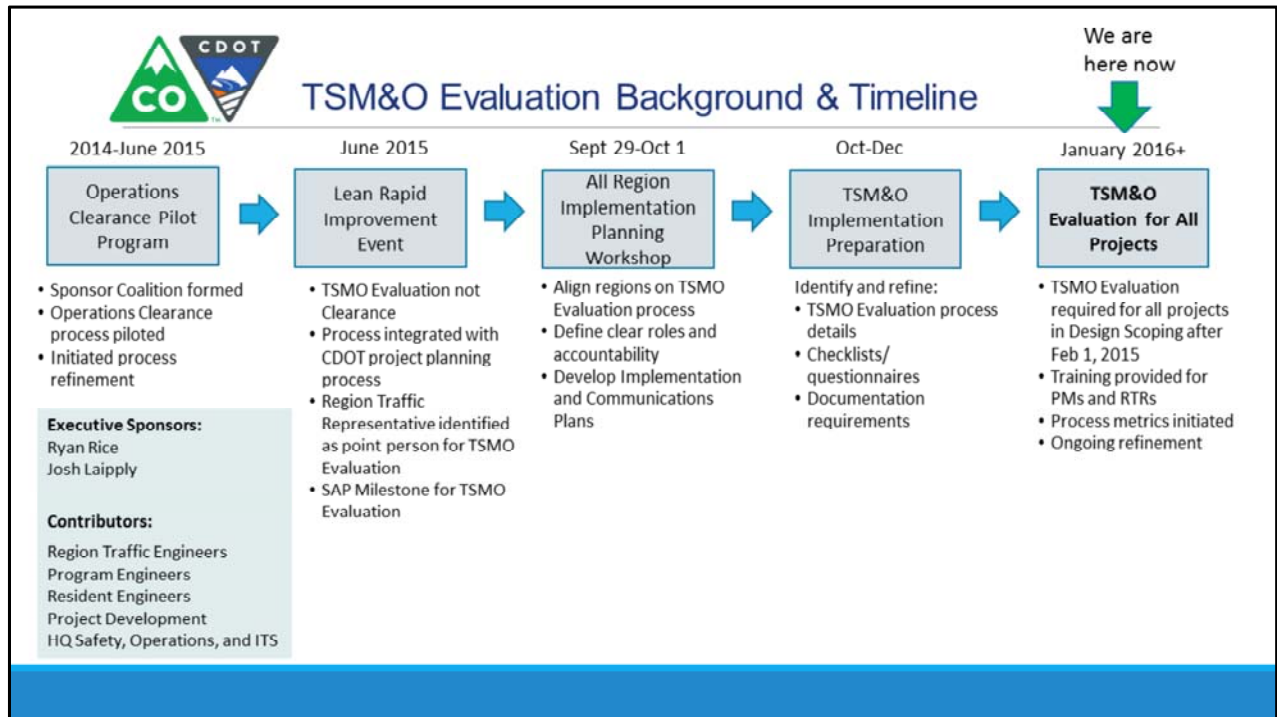 CDOT
CO
TM
TSM&O Evaluation Background & Timeline
We are
here now
2014-June 2015
Operations
Clearance Pilot
Program
• Sponsor Coalition formed
• Operations Clearance
process piloted
• Initiated process
refinement
Executive Sponsors:
Ryan Rice
Josh Laipply
Contributors:
Region Traffic Engineers
Program Engineers
Resident Engineers
Project Development
HQ Safety, Operations, and ITS
June 2015
Lean Rapid
Improvement
Event
• TSMO Evaluation not
Clearance
• Process integrated with
CDOT project planning
process
• Region Traffic
Representative identified
as point person for TSMO
Evaluation
• SAP Milestone for TSMO
Evaluation
Sept 29-Oct 1
All Region
Implementation
Planning
Workshop
• Align regions on TSMO
Evaluation process
• Define clear roles and
accountability
• Develop Implementation
and Communications
Plans
Oct-Dec
TSM&O
Implementation
Preparation
Identify and refine:
• TSMO Evaluation process
details
• Checklists/
questionnaires
• Documentation
requirements
January 2016+
TSM&O
Evaluation for All
Projects
• TSMO Evaluation
required for all projects
in Design Scoping after
Feb 1, 2015
• Training provided for
PMs and RTRs
• Process metrics initiated
• Ongoing refinement